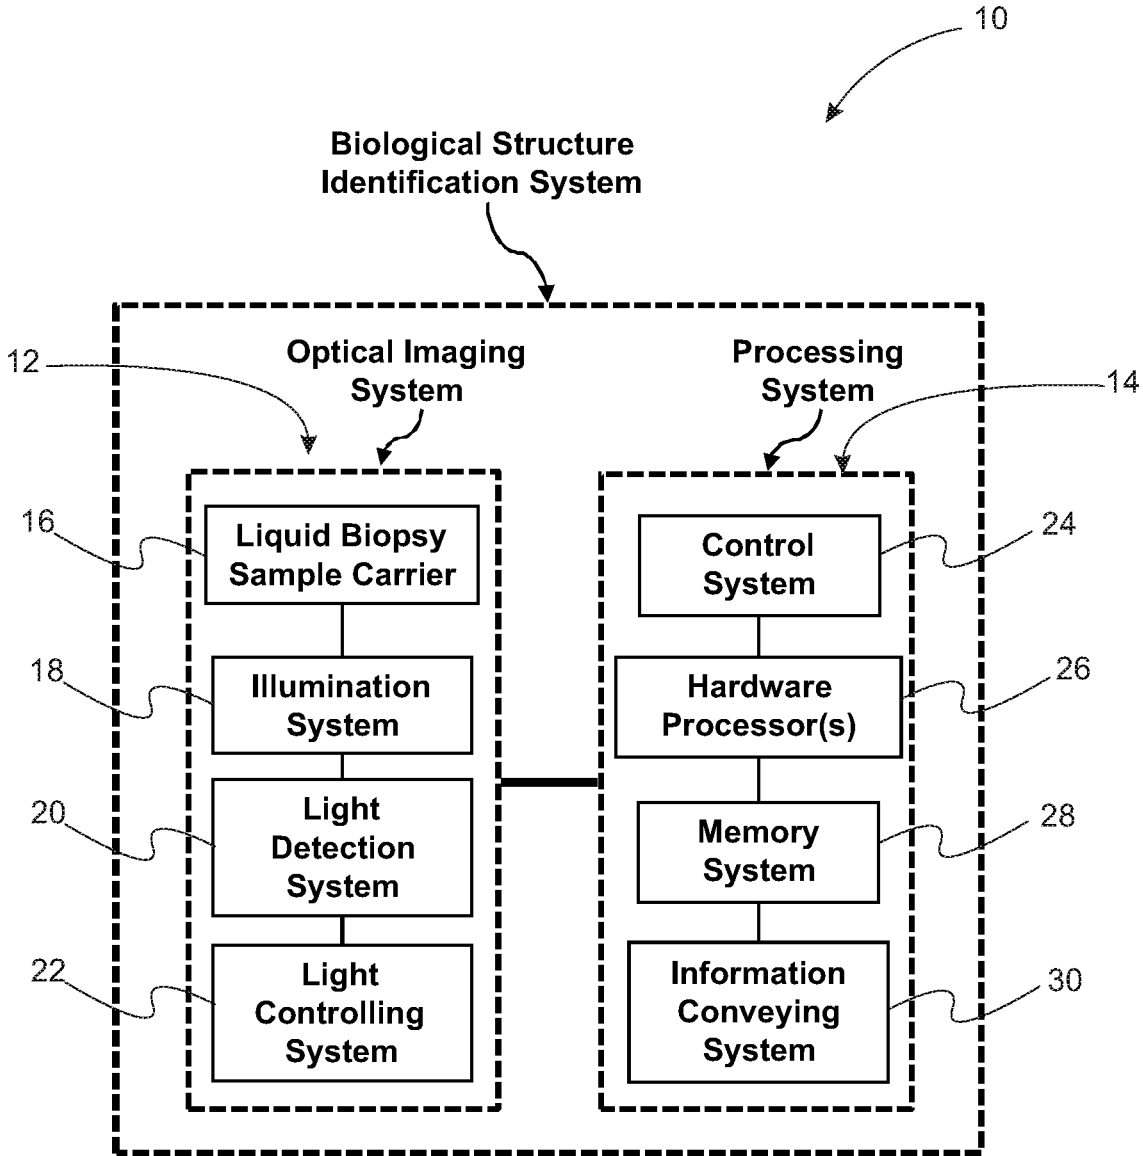 10
Biological Structure
Identification System
12
Optical Imaging
System
Processing
System
14
16
Liquid Biopsy
Sample Carrier
18
Illumination
System
20
Light
Detection
System
22
Light
Controlling
System
24
Control
System
26
Hardware
Processor(s)
28
Memory
System
30
Information
Conveying
System